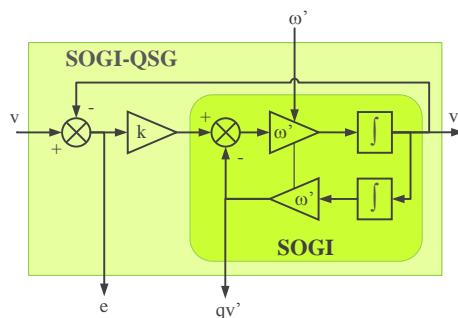 ω'
SOGI-QSG
v
-
+
k
+
-
ω'
∫
v
ω'
∫
SOGI
e
qv'